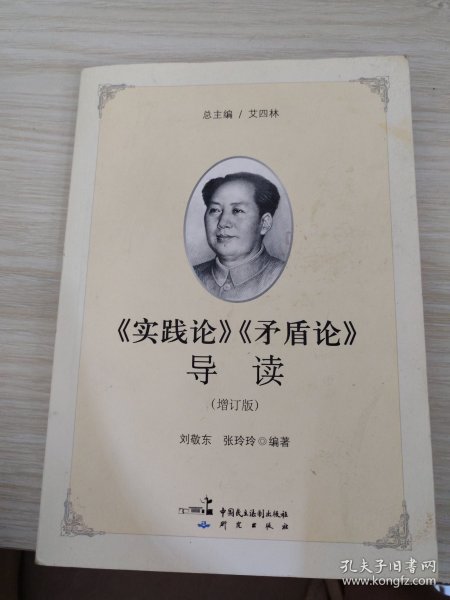 总主编 / 艾四林
《实践论》《矛盾论》
导 读
(增订版)
刘敬东 张玲玲◎编著
中国民主法制出版社
研究出版社
孔夫子旧书网
www.kongfz.com